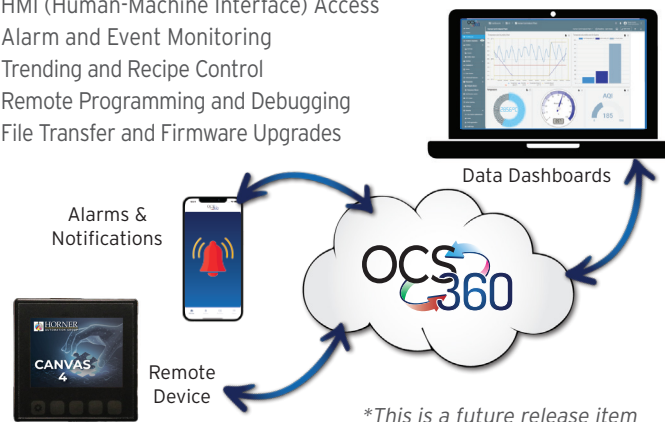 HMI (Human-Machine Interface) Access
Alarm and Event Monitoring
Trending and Recipe Control
Remote Programming and Debugging
File Transfer and Firmware Upgrades
Data Dashboards
Alarms &
Notifications
OCS
360
HORNER
CANVAS
4
Remote
Device
AQI
185
*This is a future release item